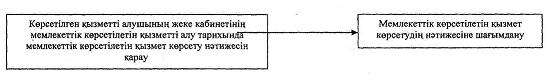 Көрсетілген қызметті алушының жеке кабинетінің
мемлекеттік көрсетілетін қызметті алу тарихында
мемлекеттік көрсетілетін қызмет көрсету нәтижесін
қарау
Мемлекеттік көрсетілетін қызмет
көрсетудің нәтижесіне шағымдану